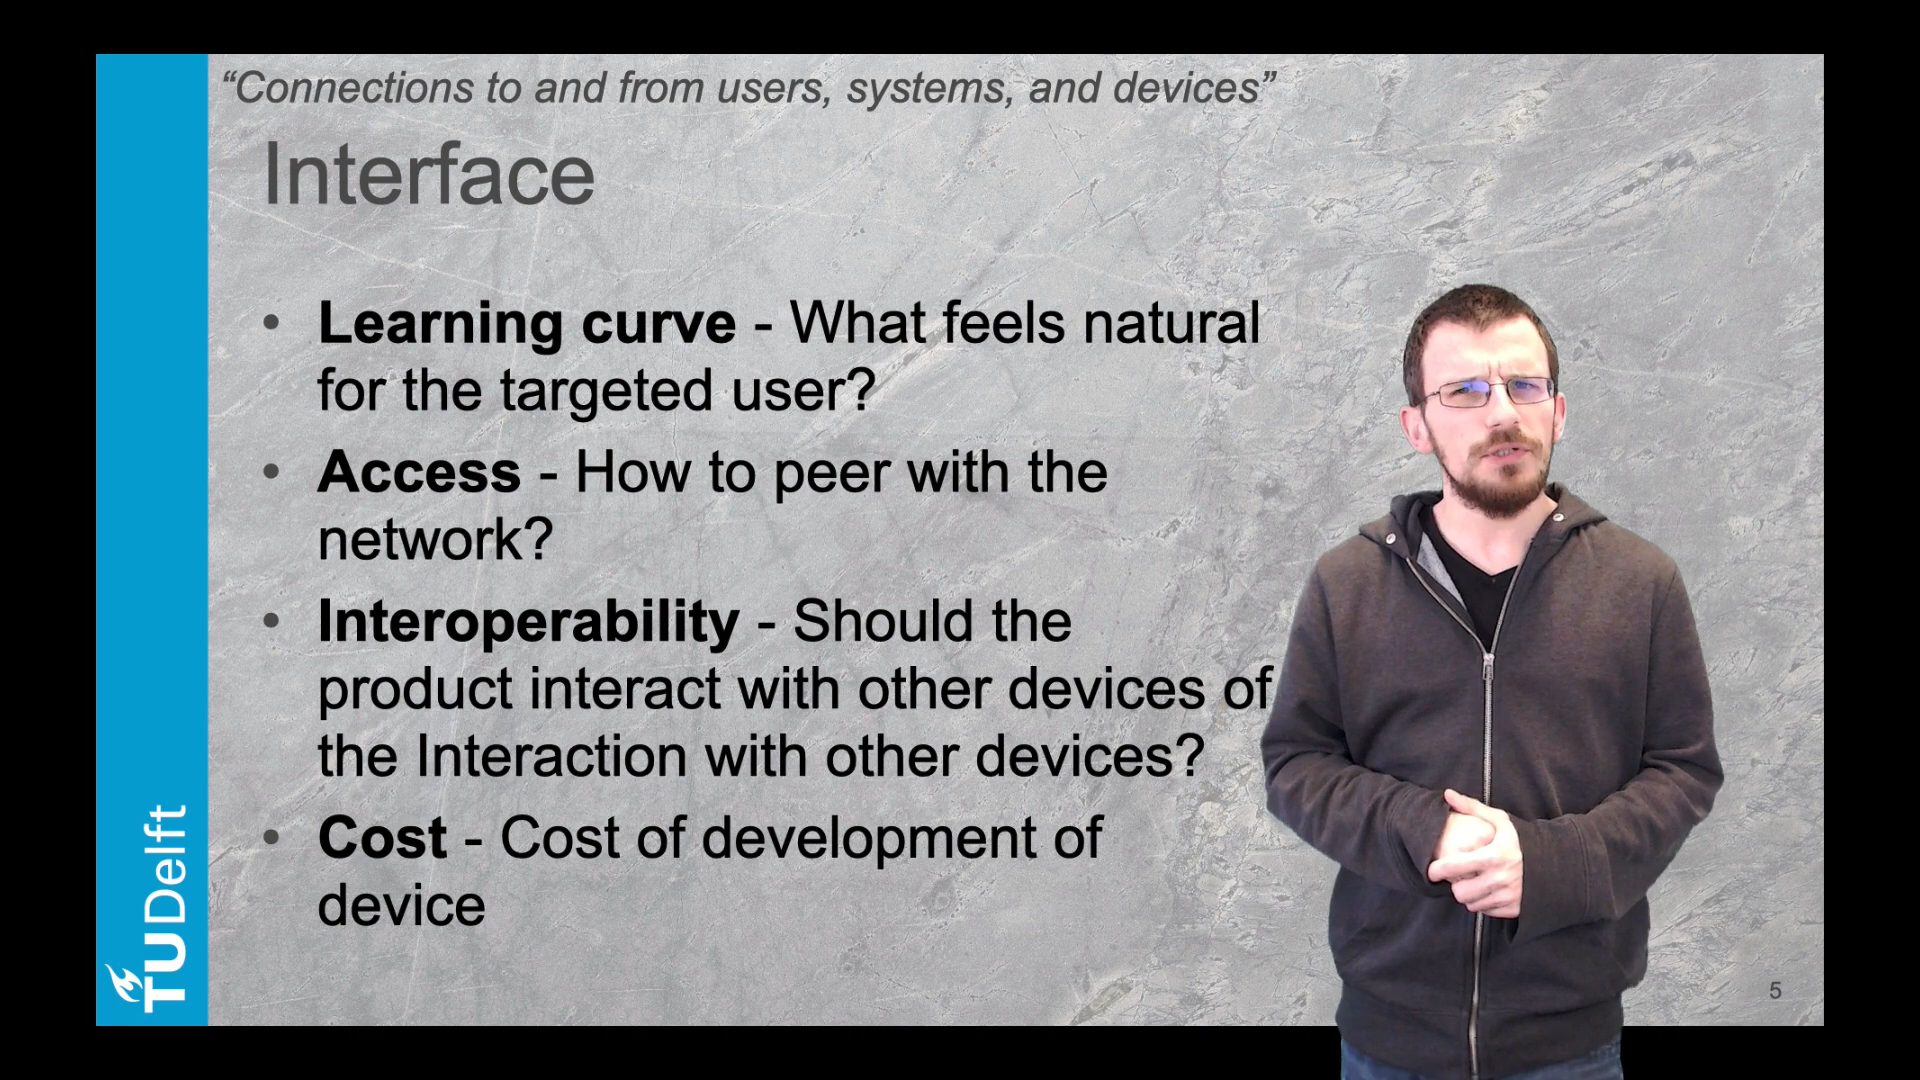 “Connections to and from users, systems, and devices”
Interface
• Learning curve - What feels natural
for the targeted user?
• Access - How to peer with the
network?
• Interoperability - Should the
product interact with other devices of
the Interaction with other devices?
• Cost - Cost of development of
device
TUDelft
5